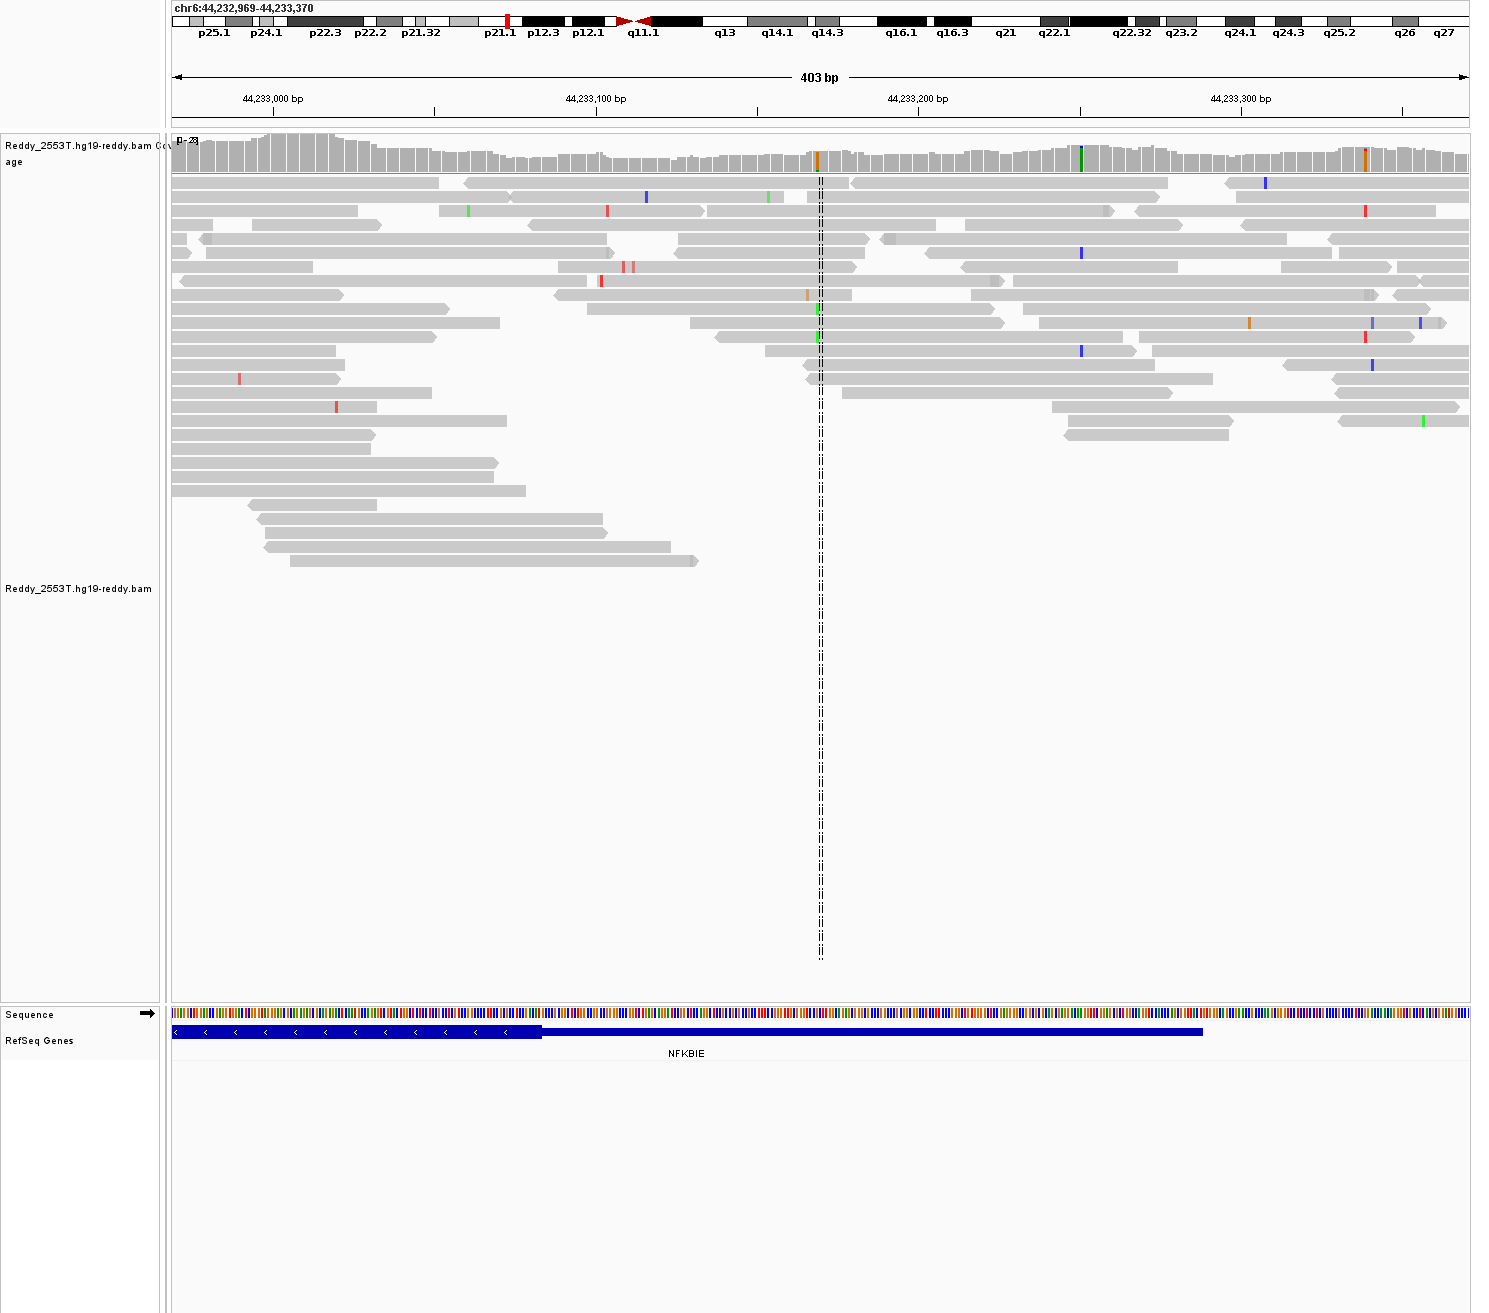 chr6:44,232,969-44,233,370
p25.1 p24.1 p22.3 p22.2 p21.32 p21.1 p12.3 p12.1 q11.1 q13 q14.1 q14.3 q16.1 q16.3 q21 q22.1 q22.32 q23.2 q24.1 q24.3 q25.2 q26 q27
403 bp
44,233,000 bp 44,233,100 bp 44,233,200 bp 44,233,300 bp
Reddy_2553T.hg19-reddy.bam Cov
age
Reddy_2553T.hg19-reddy.bam
Sequence
RefSeq Genes
NFKBIE